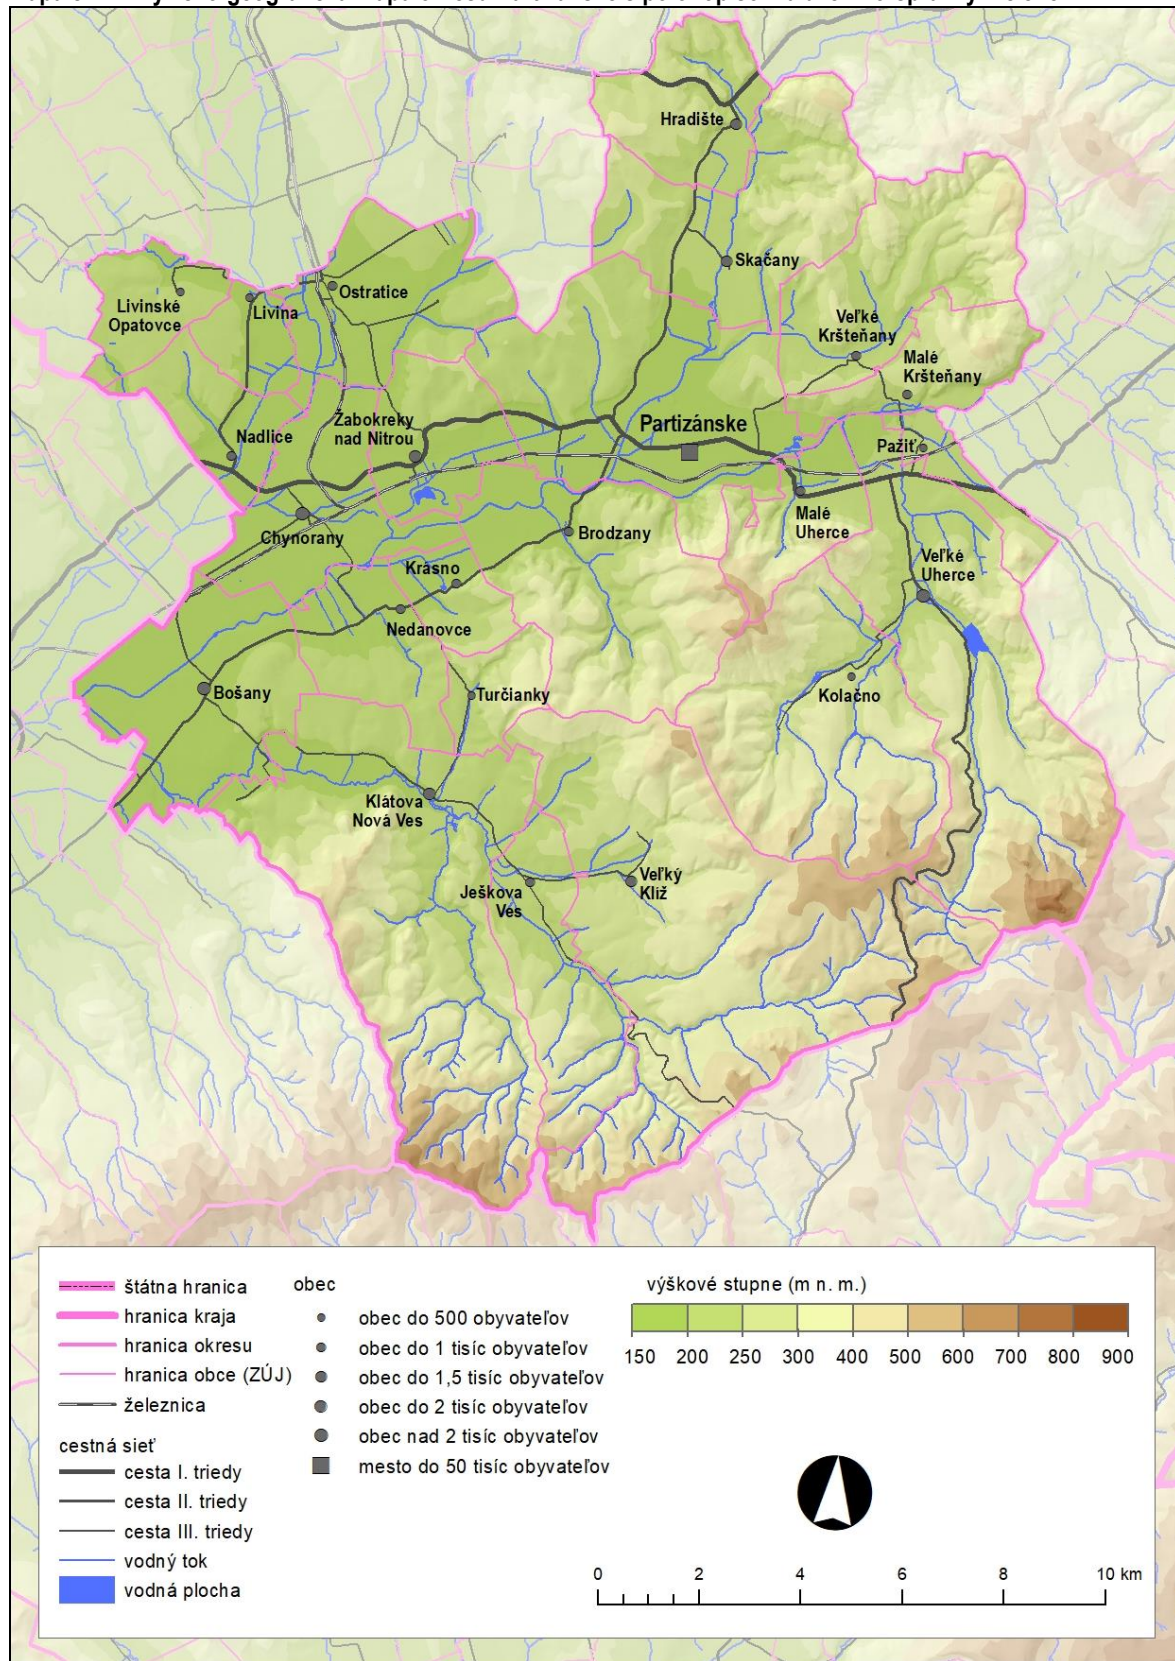 Hradište
Skačany
Ostratice
Livinské
Opatovce
Livina
Veľké
Kršteňany
Malé
Kršteňany
Partizánske
Žabokreky
nad Nitrou
Nadlice
Pažiť
Chynorany
Malé
Uherce
Brodzany
Veľké
Uherce
Krásno
Nedanovce
Bošany
Turčianky
Kolačno
Klátova
Nová Ves
Ješkova
Ves
Veľký
Klíž
štátna hranica
hranica kraja
hranica okresu
hranica obce (ZÚJ)
železnica
cestná sieť
cesta I. triedy
cesta II. triedy
cesta III. triedy
vodný tok
vodná plocha
obec
obec do 500 obyvateľov
obec do 1 tisíc obyvateľov
obec do 1,5 tisíc obyvateľov
obec do 2 tisíc obyvateľov
obec nad 2 tisíc obyvateľov
mesto do 50 tisíc obyvateľov
výškové stupne (m n. m.)
150 200 250 300 400 500 600 700 800 900
0 2 4 6 8 10 km